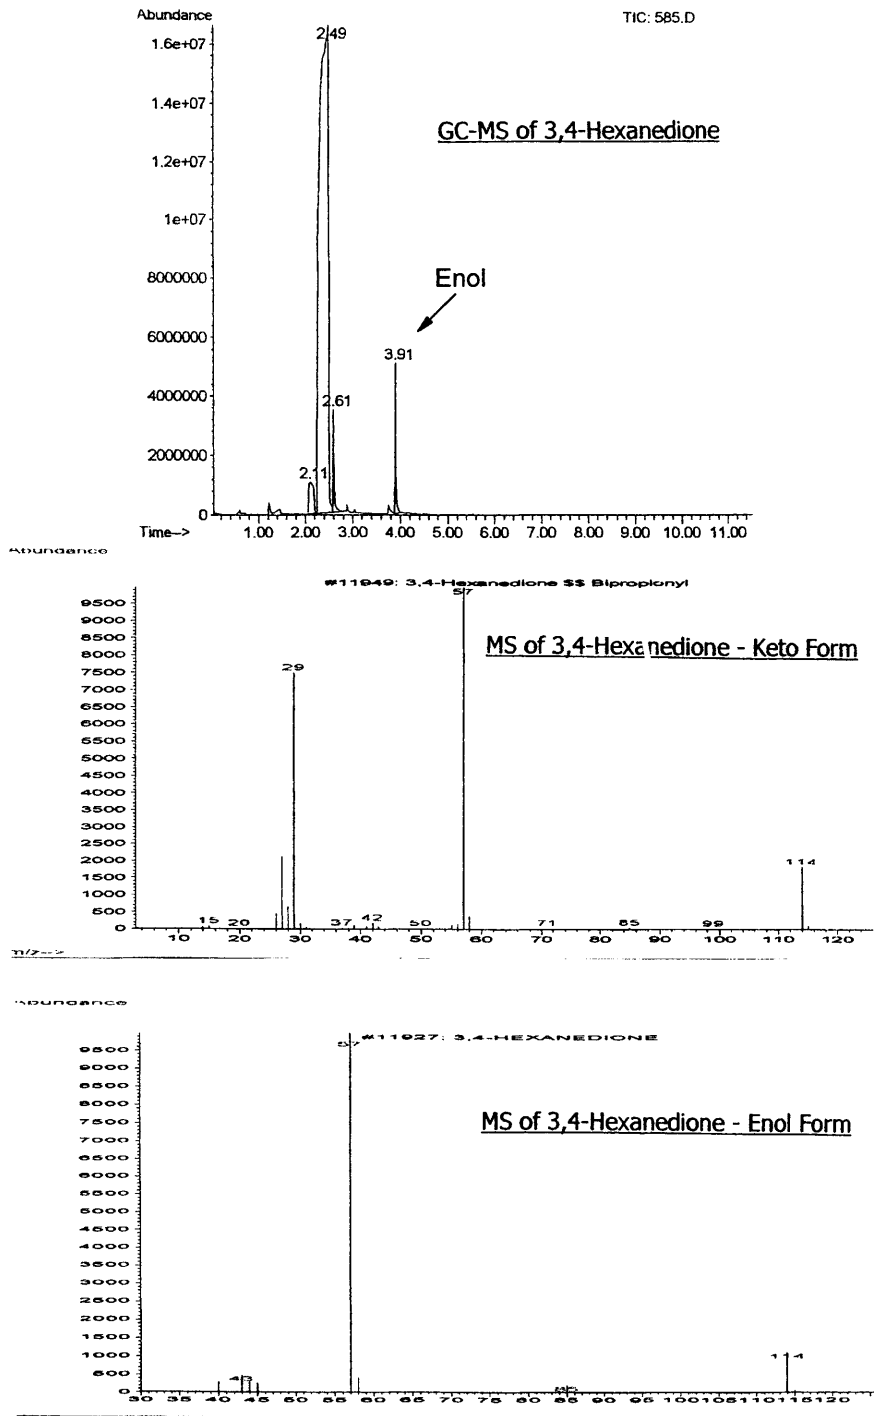 Abundance
TIC: 585.D
2.49
1.6e+07
1.4e+07
GC-MS of 3,4-Hexanedione
1.2e+07
1e+07
8000000
Enol
6000000
3.91
4000000
2.61
2000000
2.11
0
Time-->
1.00 2.00 3.00 4.00 5.00 6.00 7.00 8.00 9.00 10.00 11.00
Abundance
#11949: 3,4-Hexanedione $$ Bipropionyl
57
9500
9000
8500
MS of 3,4-Hexanedione - Keto Form
8000
7500
29
7000
6500
6000
5500
5000
4500
4000
3500
3000
2500
2000
114
1500
1000
500
15 20 37 42 50 71 85 99
0
10 20 30 40 50 60 70 80 90 100 110 120
m/z-->
Abundance
#11927: 3,4-HEXANEDIONE
57
9500
9000
8500
8000
7500
MS of 3,4-Hexanedione - Enol Form
7000
6500
6000
5500
5000
4500
4000
3500
3000
2500
2000
1500
1000
114
500
43
0
30 35 40 45 50 55 60 65 70 75 80 85 90 95 100 105 110 115 120